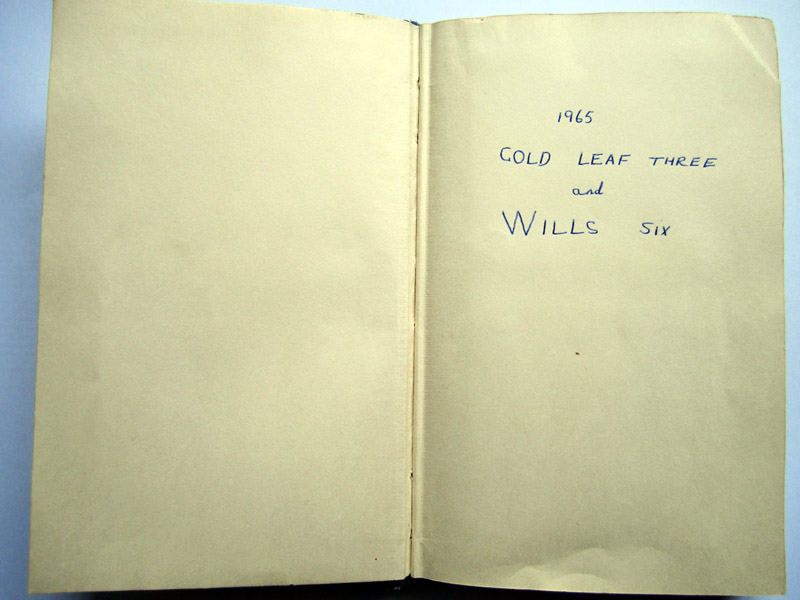 1965
GOLD LEAF THREE
and
WILLS SIX